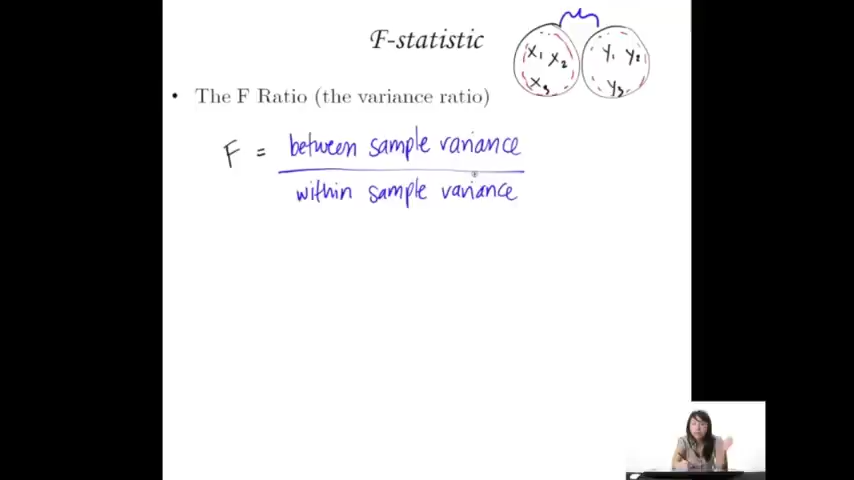 F-statistic
x1 x2
x3
y1 y2
y3
• The F Ratio (the variance ratio)
F = between sample variance
within sample variance